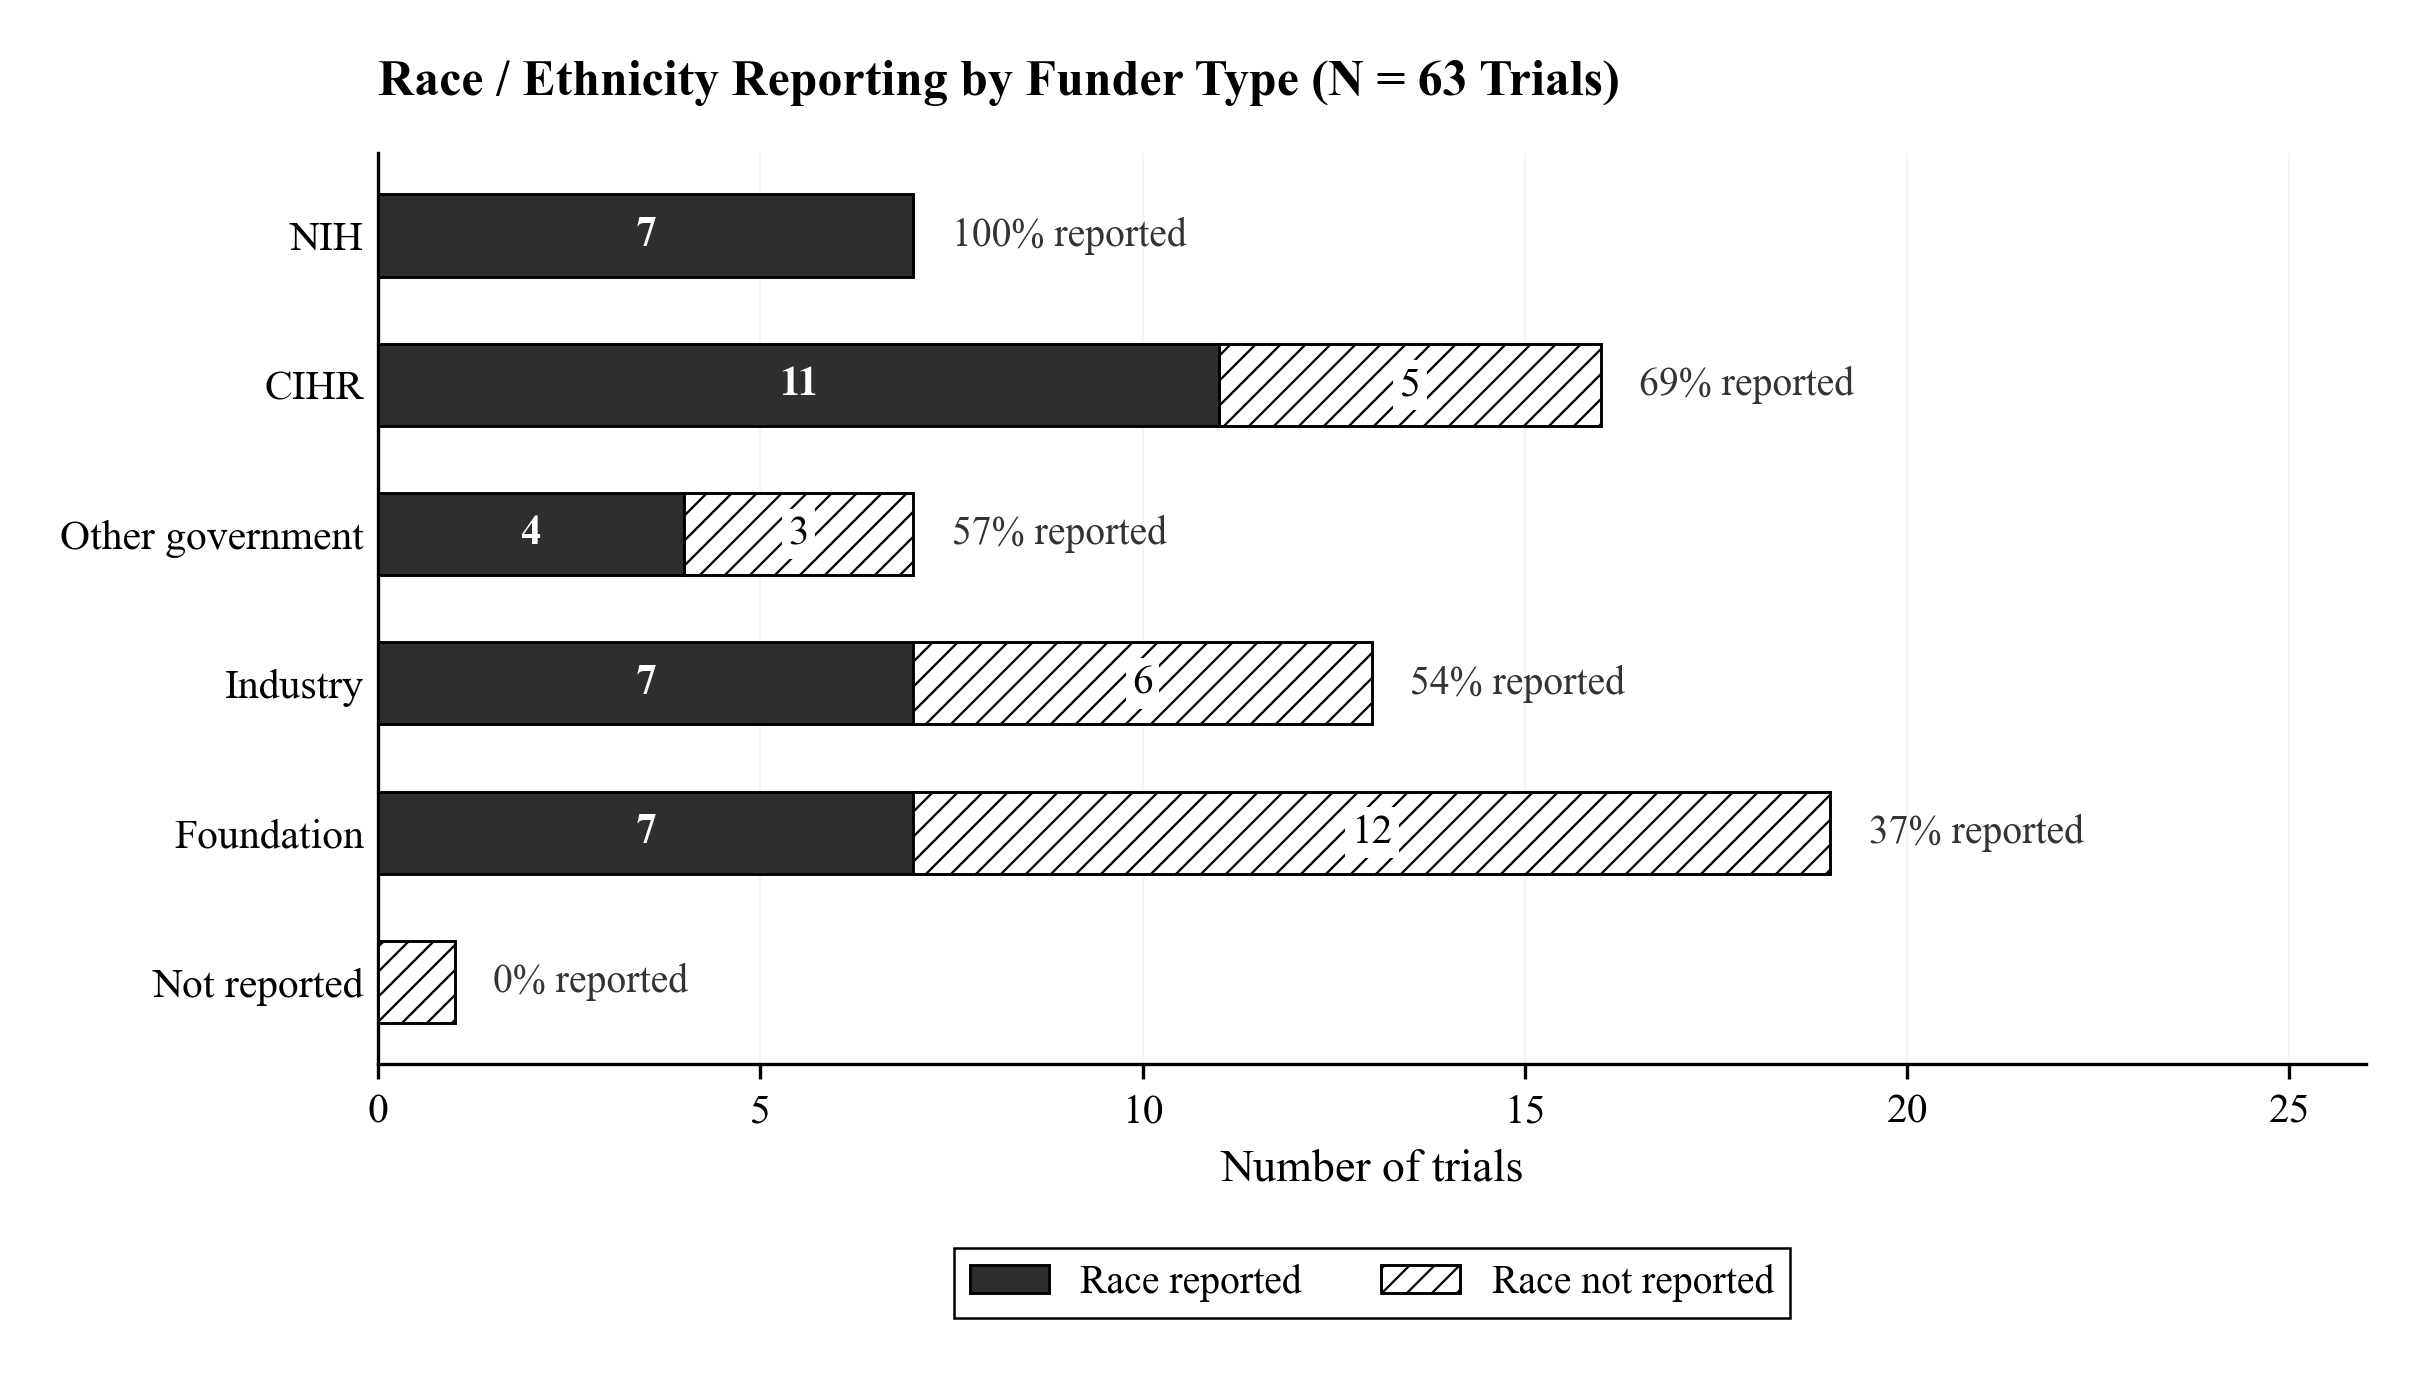 Race / Ethnicity Reporting by Funder Type (N = 63 Trials)
NIH 7 100% reported
CIHR 11 5 69% reported
Other government 4 3 57% reported
Industry 7 6 54% reported
Foundation 7 12 37% reported
Not reported 0% reported
0 5 10 15 20 25
Number of trials
Race reported Race not reported